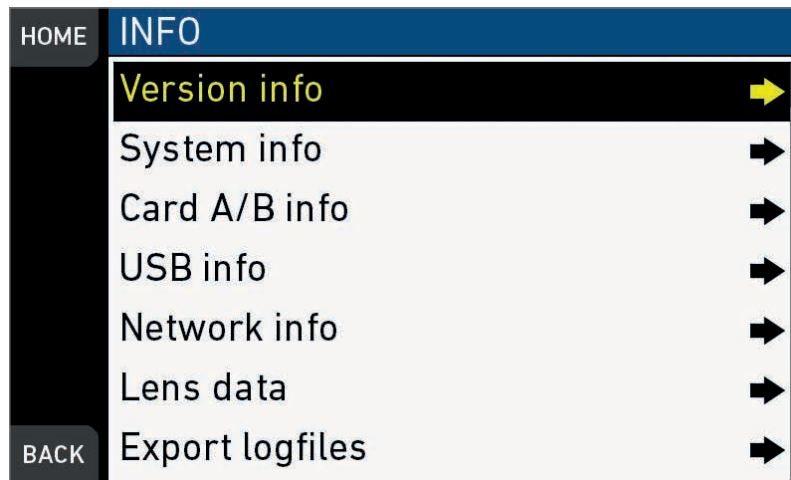 HOME
INFO
Version info
System info
Card A/B info
USB info
Network info
Lens data
Export logfiles
BACK